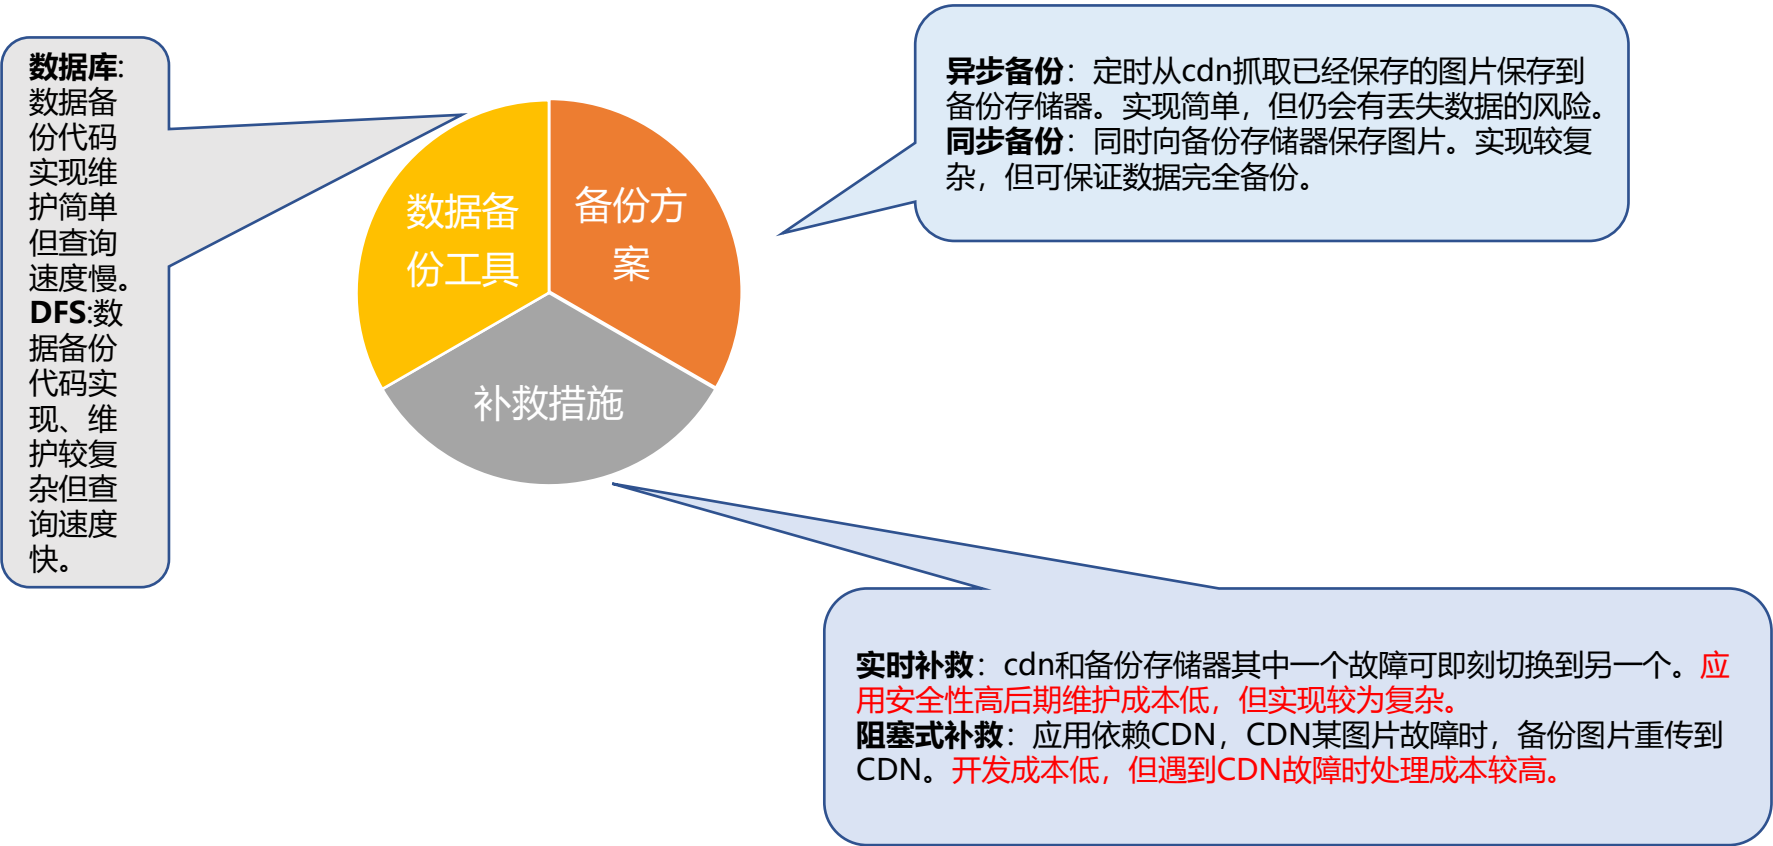 数据库:
数据备
份代码
实现维
护简单
但查询
速度慢。
DFS:数
据备份
代码实
现、维
护较复
杂但查
询速度
快。
数据备
份工具
备份方
案
补救措施
异步备份：定时从cdn抓取已经保存的图片保存到
备份存储器。实现简单，但仍会有丢失数据的风险。
同步备份：同时向备份存储器保存图片。实现较复
杂，但可保证数据完全备份。
实时补救：cdn和备份存储器其中一个故障可即刻切换到另一个。应
用安全性高后期维护成本低，但实现较为复杂。
阻塞式补救：应用依赖CDN，CDN某图片故障时，备份图片重传到
CDN。开发成本低，但遇到CDN故障时处理成本较高。